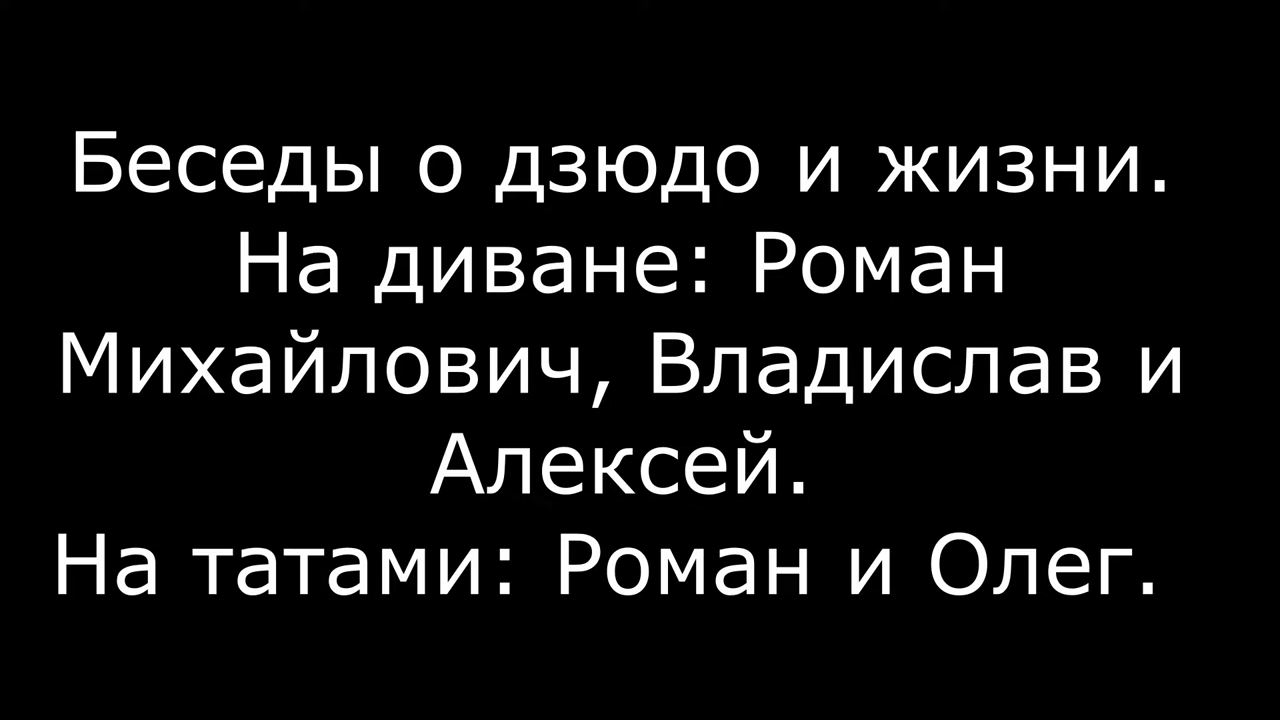 Беседы о дзюдо и жизни.
На диване: Роман
Михайлович, Владислав и
Алексей.
На татами: Роман и Олег.